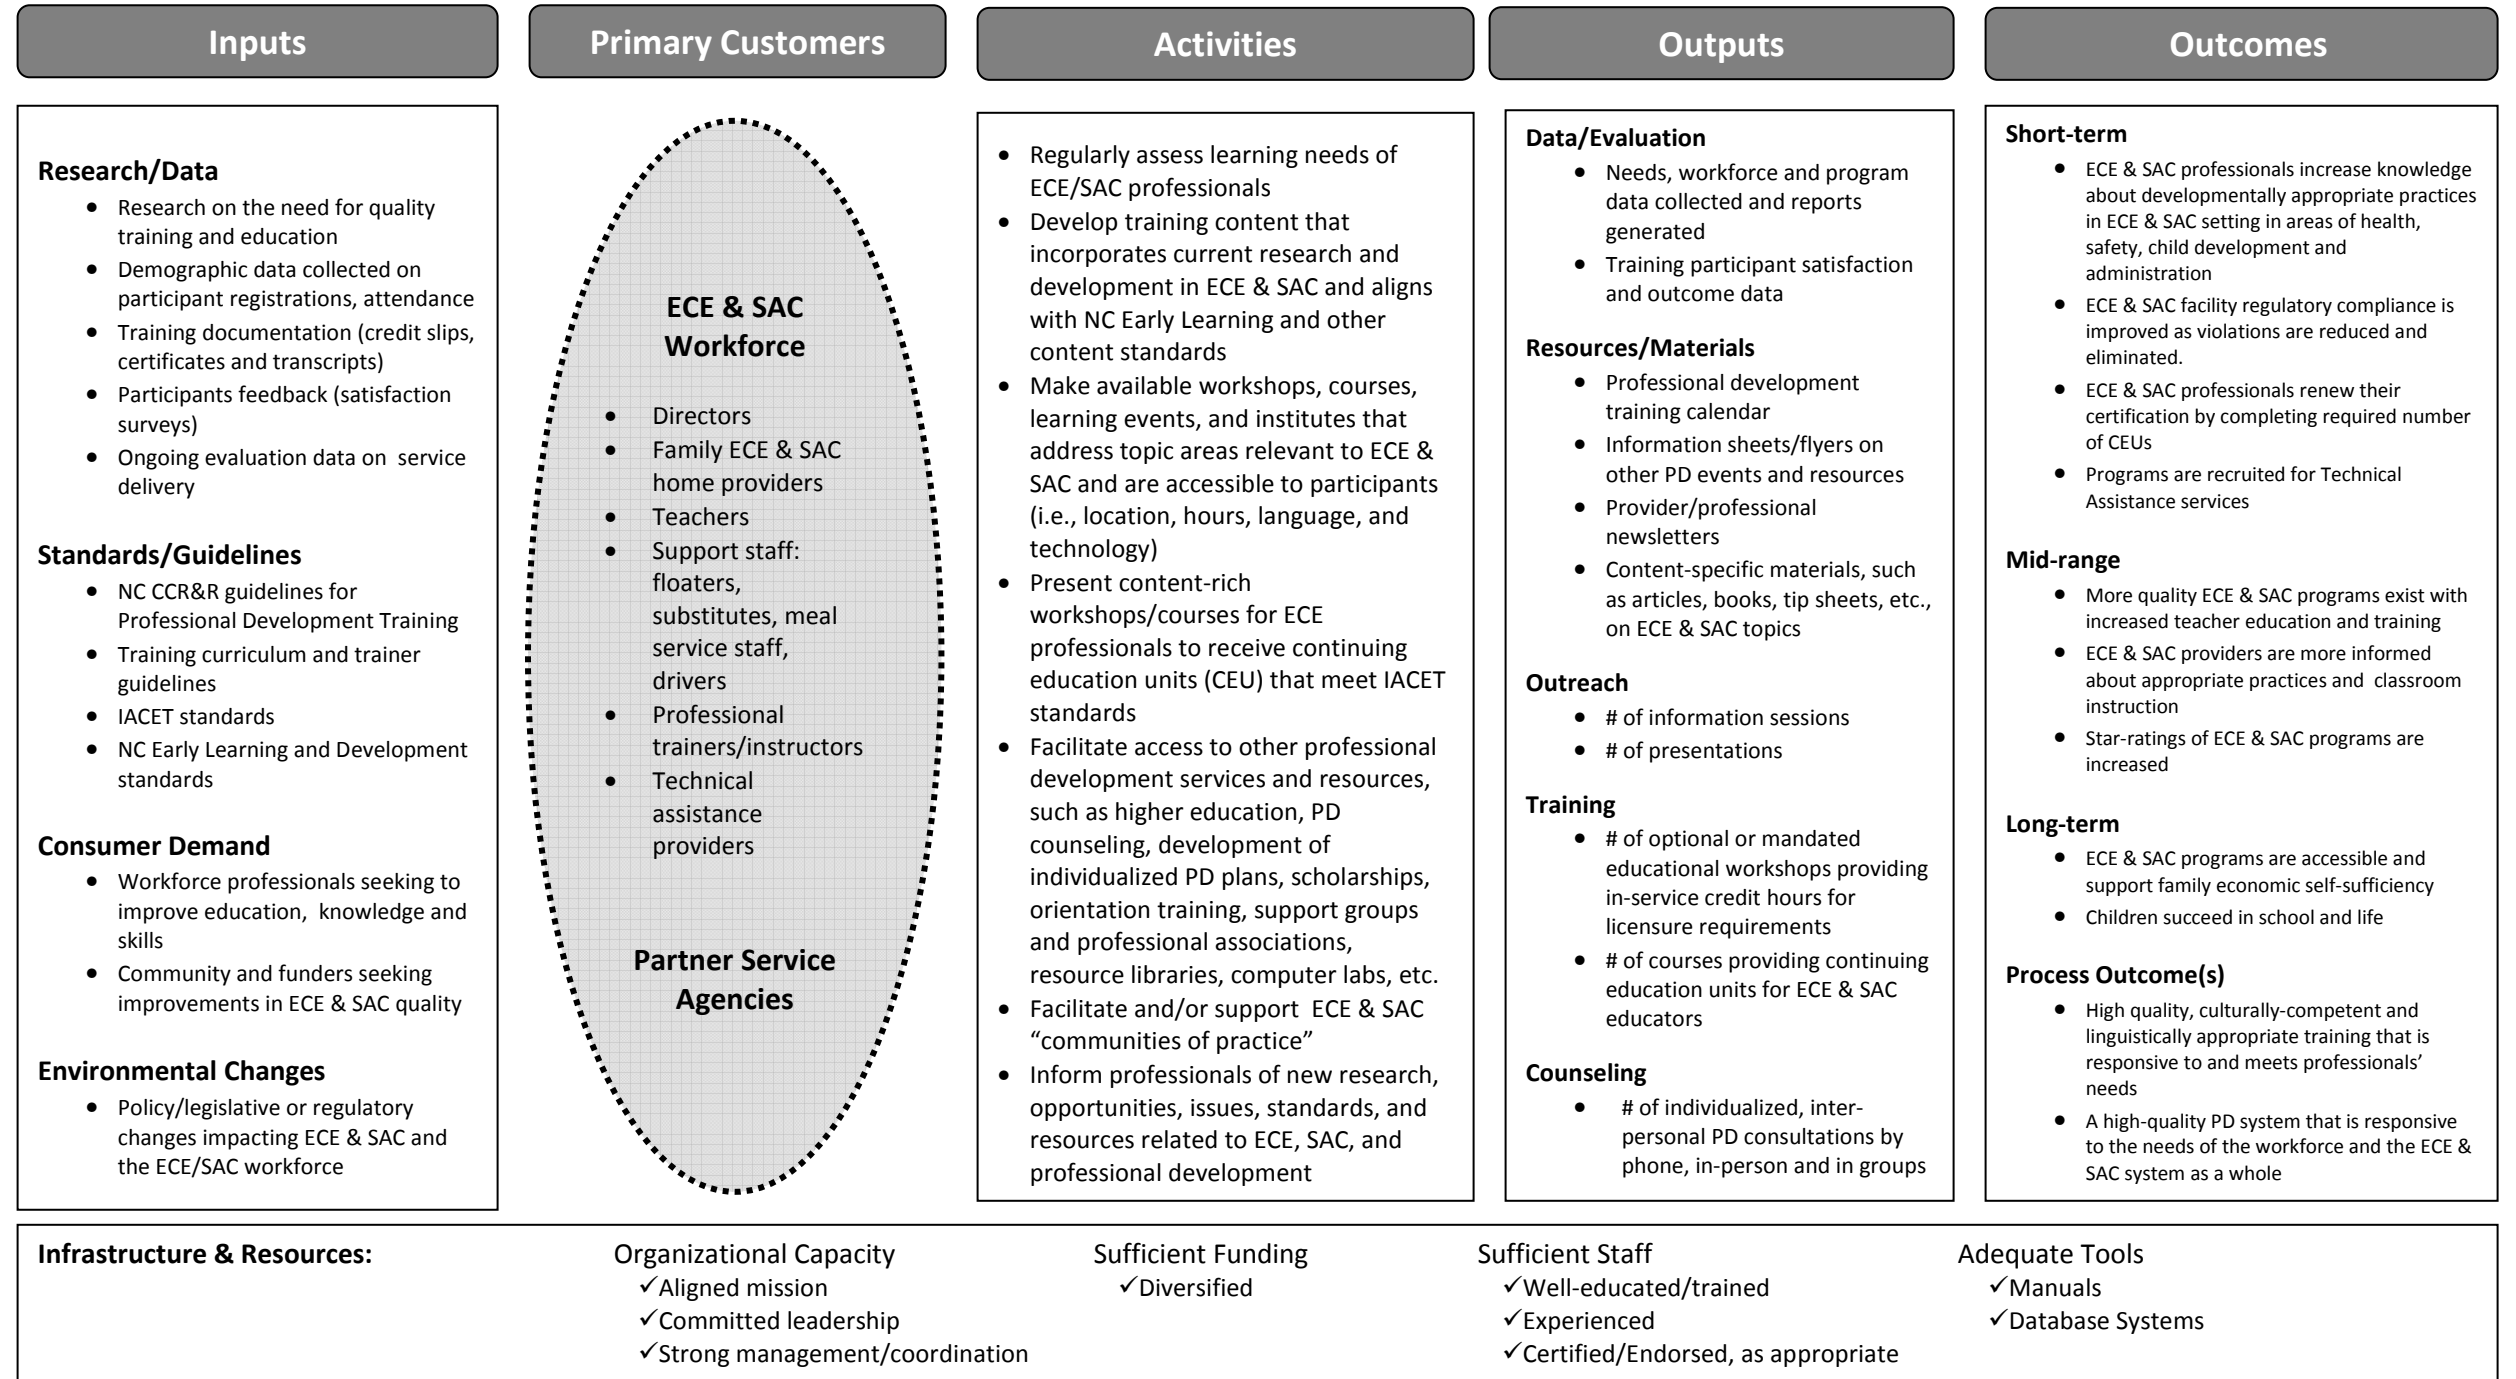 Inputs
Primary Customers
Activities
Outputs
Outcomes
Research/Data
• Research on the need for quality
training and education
• Demographic data collected on
participant registrations, attendance
• Training documentation (credit slips,
certificates and transcripts)
• Participants feedback (satisfaction
surveys)
• Ongoing evaluation data on service
delivery
Standards/Guidelines
• NC CCR&R guidelines for
Professional Development Training
• Training curriculum and trainer
guidelines
• IACET standards
• NC Early Learning and Development
standards
Consumer Demand
• Workforce professionals seeking to
improve education, knowledge and
skills
• Community and funders seeking
improvements in ECE & SAC quality
Environmental Changes
• Policy/legislative or regulatory
changes impacting ECE & SAC and
the ECE/SAC workforce
ECE & SAC
Workforce
• Directors
• Family ECE & SAC
home providers
• Teachers
• Support staff:
floaters,
substitutes, meal
service staff,
drivers
• Professional
trainers/instructors
• Technical
assistance
providers
Partner Service
Agencies
• Regularly assess learning needs of
ECE/SAC professionals
• Develop training content that
incorporates current research and
development in ECE & SAC and aligns
with NC Early Learning and other
content standards
• Make available workshops, courses,
learning events, and institutes that
address topic areas relevant to ECE &
SAC and are accessible to participants
(i.e., location, hours, language, and
technology)
• Present content-rich
workshops/courses for ECE
professionals to receive continuing
education units (CEU) that meet IACET
standards
• Facilitate access to other professional
development services and resources,
such as higher education, PD
counseling, development of
individualized PD plans, scholarships,
orientation training, support groups
and professional associations,
resource libraries, computer labs, etc.
• Facilitate and/or support ECE & SAC
“communities of practice”
• Inform professionals of new research,
opportunities, issues, standards, and
resources related to ECE, SAC, and
professional development
Data/Evaluation
• Needs, workforce and program
data collected and reports
generated
• Training participant satisfaction
and outcome data
Resources/Materials
• Professional development
training calendar
• Information sheets/flyers on
other PD events and resources
• Provider/professional
newsletters
• Content-specific materials, such
as articles, books, tip sheets, etc.,
on ECE & SAC topics
Outreach
• # of information sessions
• # of presentations
Training
• # of optional or mandated
educational workshops providing
in-service credit hours for
licensure requirements
• # of courses providing continuing
education units for ECE & SAC
educators
Counseling
• # of individualized, inter-
personal PD consultations by
phone, in-person and in groups
Short-term
• ECE & SAC professionals increase knowledge
about developmentally appropriate practices
in ECE & SAC setting in areas of health,
safety, child development and
administration
• ECE & SAC facility regulatory compliance is
improved as violations are reduced and
eliminated.
• ECE & SAC professionals renew their
certification by completing required number
of CEUs
• Programs are recruited for Technical
Assistance services
Mid-range
• More quality ECE & SAC programs exist with
increased teacher education and training
• ECE & SAC providers are more informed
about appropriate practices and classroom
instruction
• Star-ratings of ECE & SAC programs are
increased
Long-term
• ECE & SAC programs are accessible and
support family economic self-sufficiency
• Children succeed in school and life
Process Outcome(s)
• High quality, culturally-competent and
linguistically appropriate training that is
responsive to and meets professionals’
needs
• A high-quality PD system that is responsive
to the needs of the workforce and the ECE &
SAC system as a whole
Infrastructure & Resources:
Organizational Capacity
✓Aligned mission
✓Committed leadership
✓Strong management/coordination
Sufficient Funding
✓Diversified
Sufficient Staff
✓Well-educated/trained
✓Experienced
✓Certified/Endorsed, as appropriate
Adequate Tools
✓Manuals
✓Database Systems